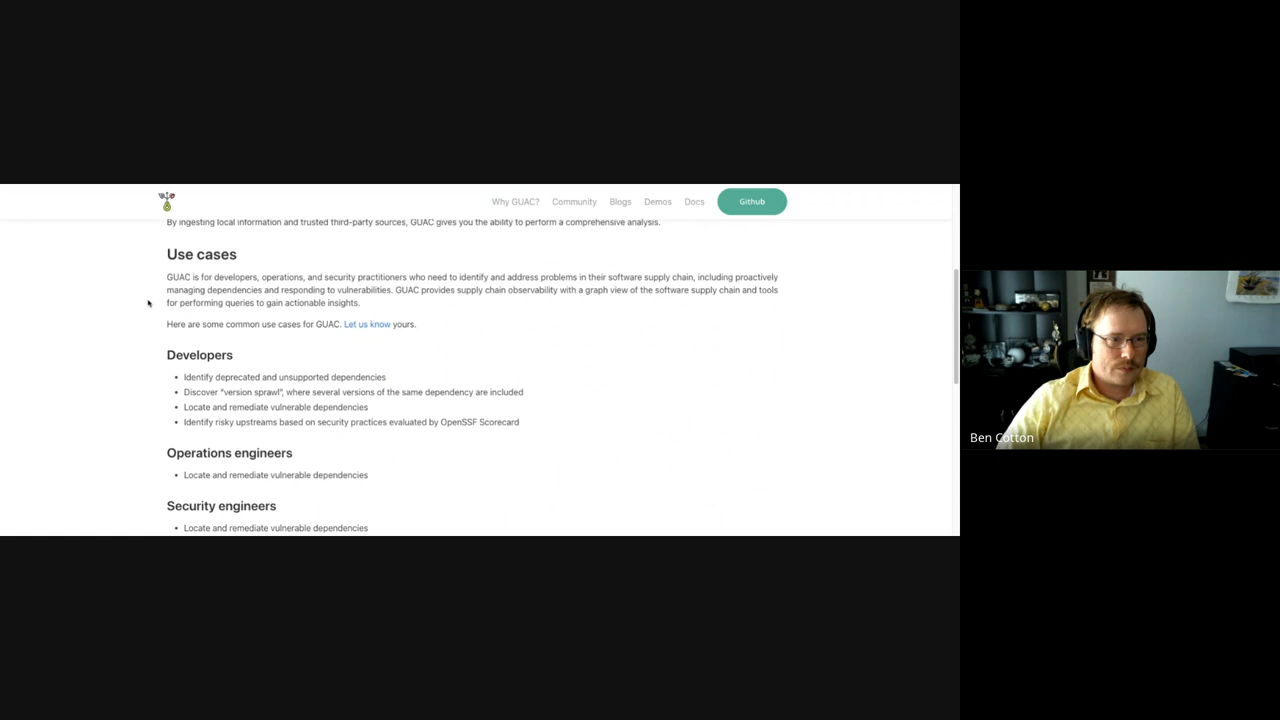 Why GUAC?
Community
Blogs
Demos
Docs
Github
By ingesting local information and trusted third-party sources, GUAC gives you the ability to perform a comprehensive analysis.
Use cases
GUAC is for developers, operations, and security practitioners who need to identify and address problems in their software supply chain, including proactively
managing dependencies and responding to vulnerabilities. GUAC provides supply chain observability with a graph view of the software supply chain and tools
for performing queries to gain actionable insights.
Here are some common use cases for GUAC. Let us know yours.
Developers
• Identify deprecated and unsupported dependencies
• Discover “version sprawl”, where several versions of the same dependency are included
• Locate and remediate vulnerable dependencies
• Identify risky upstreams based on security practices evaluated by OpenSSF Scorecard
Operations engineers
• Locate and remediate vulnerable dependencies
Security engineers
• Locate and remediate vulnerable dependencies
Ben Cotton